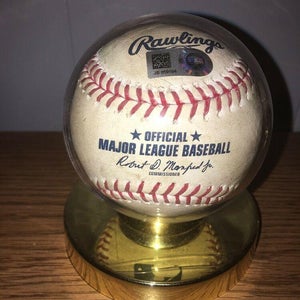 Rawlings
★ OFFICIAL ★
MAJOR LEAGUE BASEBALL
Robert D. Manfred Jr.
COMMISSIONER